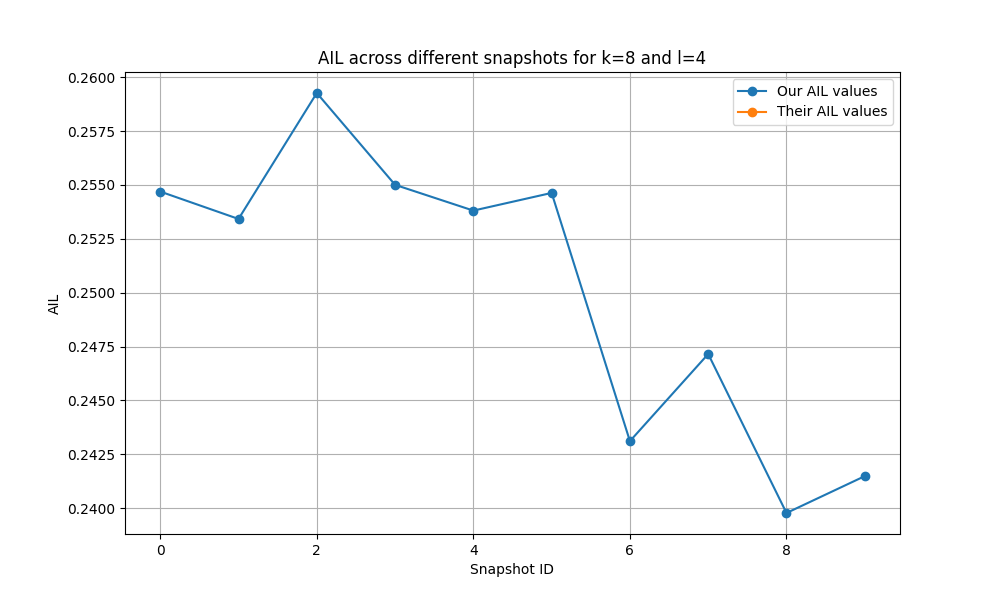 AIL across different snapshots for k=8 and l=4
Our AIL values
Their AIL values
0.2600
0.2575
0.2550
0.2525
0.2500
0.2475
0.2450
0.2425
0.2400
AIL
0 2 4 6 8
Snapshot ID